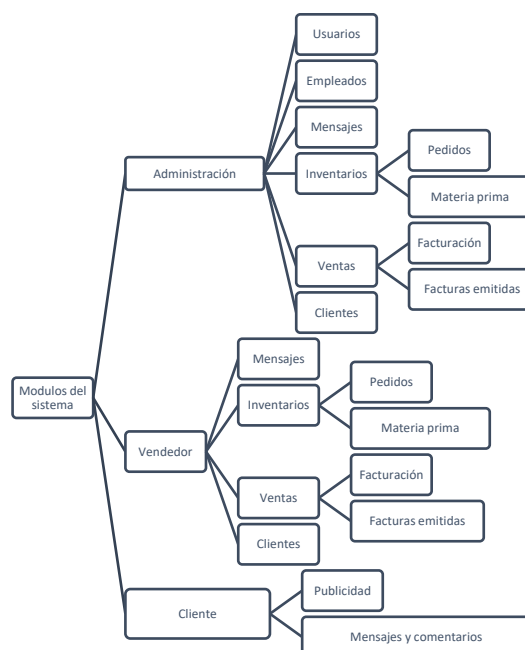 Usuarios
Empleados
Mensajes
Administración
Inventarios
Pedidos
Materia prima
Ventas
Facturación
Facturas emitidas
Clientes
Modulos del
sistema
Mensajes
Inventarios
Pedidos
Materia prima
Vendedor
Ventas
Facturación
Facturas emitidas
Clientes
Cliente
Publicidad
Mensajes y comentarios